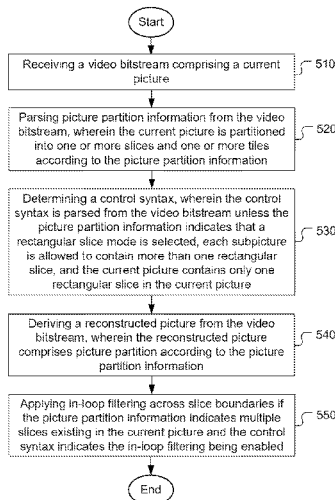 Start
Receiving a video bitstream comprising a current
picture
510
Parsing picture partition information from the video
bitstream, wherein the current picture is partitioned
into one or more slices and one or more tiles
according to the picture partition information
520
Determining a control syntax, wherein the control
syntax is parsed from the video bitstream unless the
picture partition information indicates that a
rectangular slice mode is selected, each subpicture
is allowed to contain more than one rectangular
slice, and the current picture contains only one
rectangular slice in the current picture
530
Deriving a reconstructed picture from the video
bitstream, wherein the reconstructed picture
comprises picture partition according to the picture
partition information
540
Applying in-loop filtering across slice boundaries if
the picture partition information indicates multiple
slices existing in the current picture and the control
syntax indicates the in-loop filtering being enabled
550
End